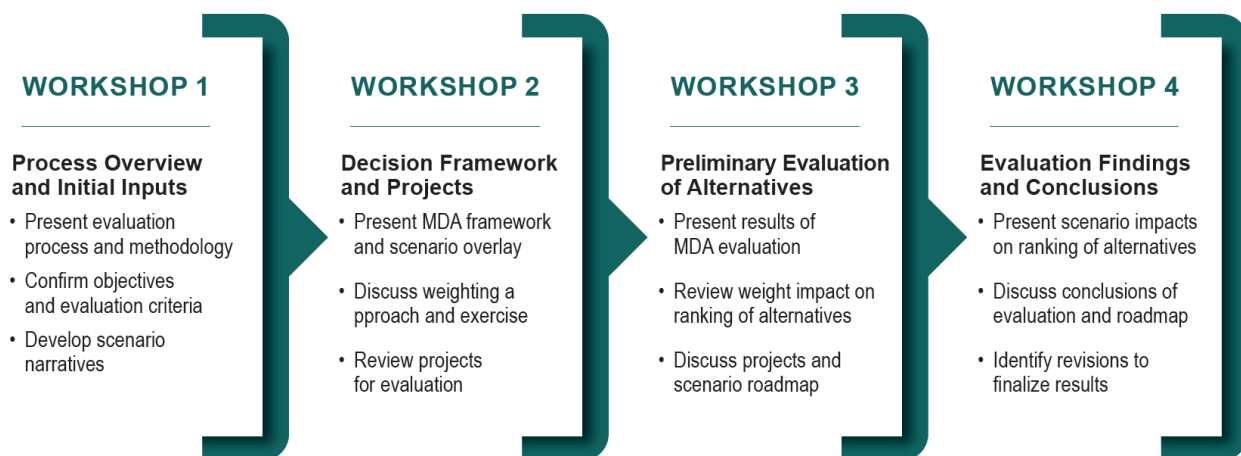 WORKSHOP 1
Process Overview
and Initial Inputs
• Present evaluation
process and methodology
• Confirm objectives
and evaluation criteria
• Develop scenario
narratives
WORKSHOP 2
Decision Framework
and Projects
• Present MDA framework
and scenario overlay
• Discuss weighting a
pproach and exercise
• Review projects
for evaluation
WORKSHOP 3
Preliminary Evaluation
of Alternatives
• Present results of
MDA evaluation
• Review weight impact on
ranking of alternatives
• Discuss projects and
scenario roadmap
WORKSHOP 4
Evaluation Findings
and Conclusions
• Present scenario impacts
on ranking of alternatives
• Discuss conclusions of
evaluation and roadmap
• Identify revisions to
finalize results